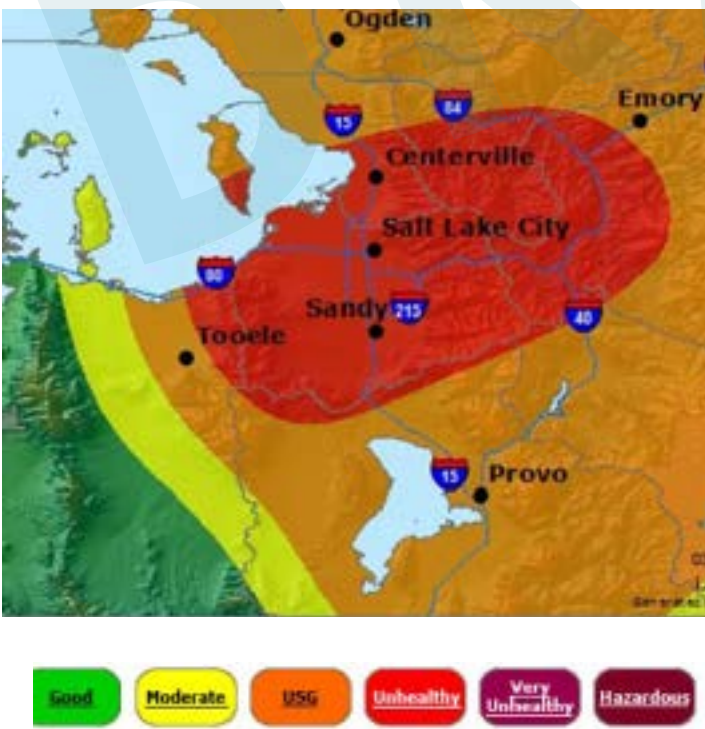 Ogden
Emory
15
84
Centerville
Salt Lake City
80
Sandy
215
40
Tooele
15
Provo
Good
Moderate
USG
Unhealthy
Very
Unhealthy
Hazardous